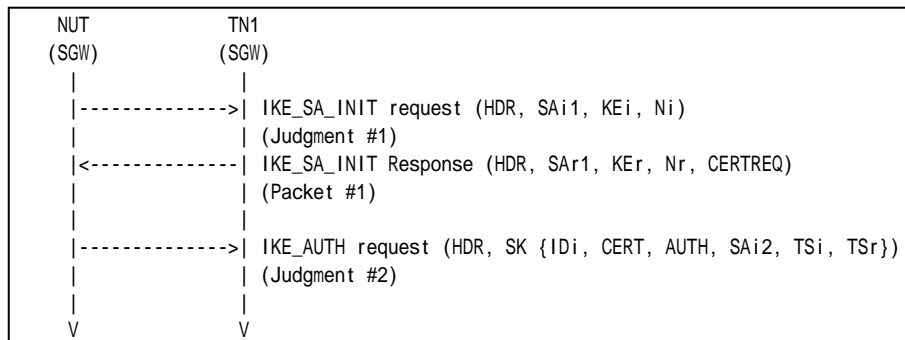 NUT TN1
(SGW) (SGW)
| |
|-------------->| IKE_SA_INIT request (HDR, SAi1, KEi, Ni)
| | (Judgment #1)
|<--------------| IKE_SA_INIT Response (HDR, SAr1, KEr, Nr, CERTREQ)
| | (Packet #1)
| |
|-------------->| IKE_AUTH request (HDR, SK {IDi, CERT, AUTH, SAi2, TSi, TSr})
| | (Judgment #2)
| |
V V